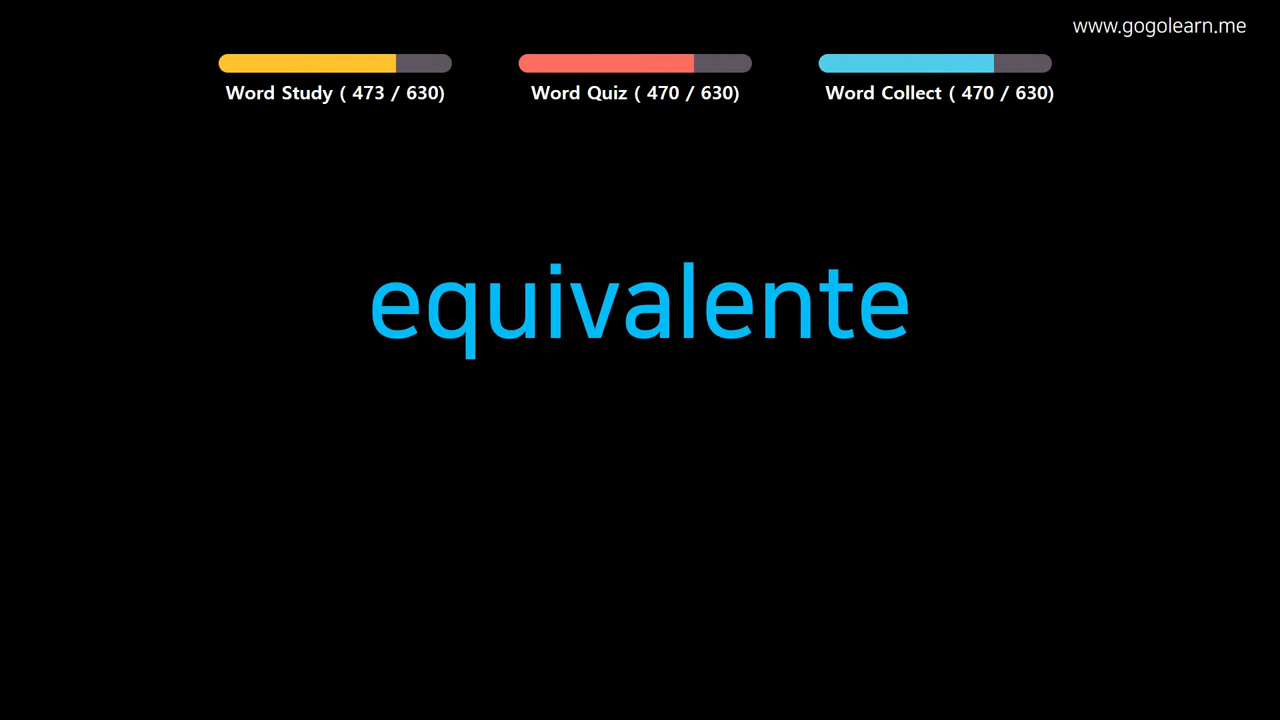 www.gogolearn.me
Word Study ( 473 / 630)
Word Quiz ( 470 / 630)
Word Collect ( 470 / 630)
equivalente